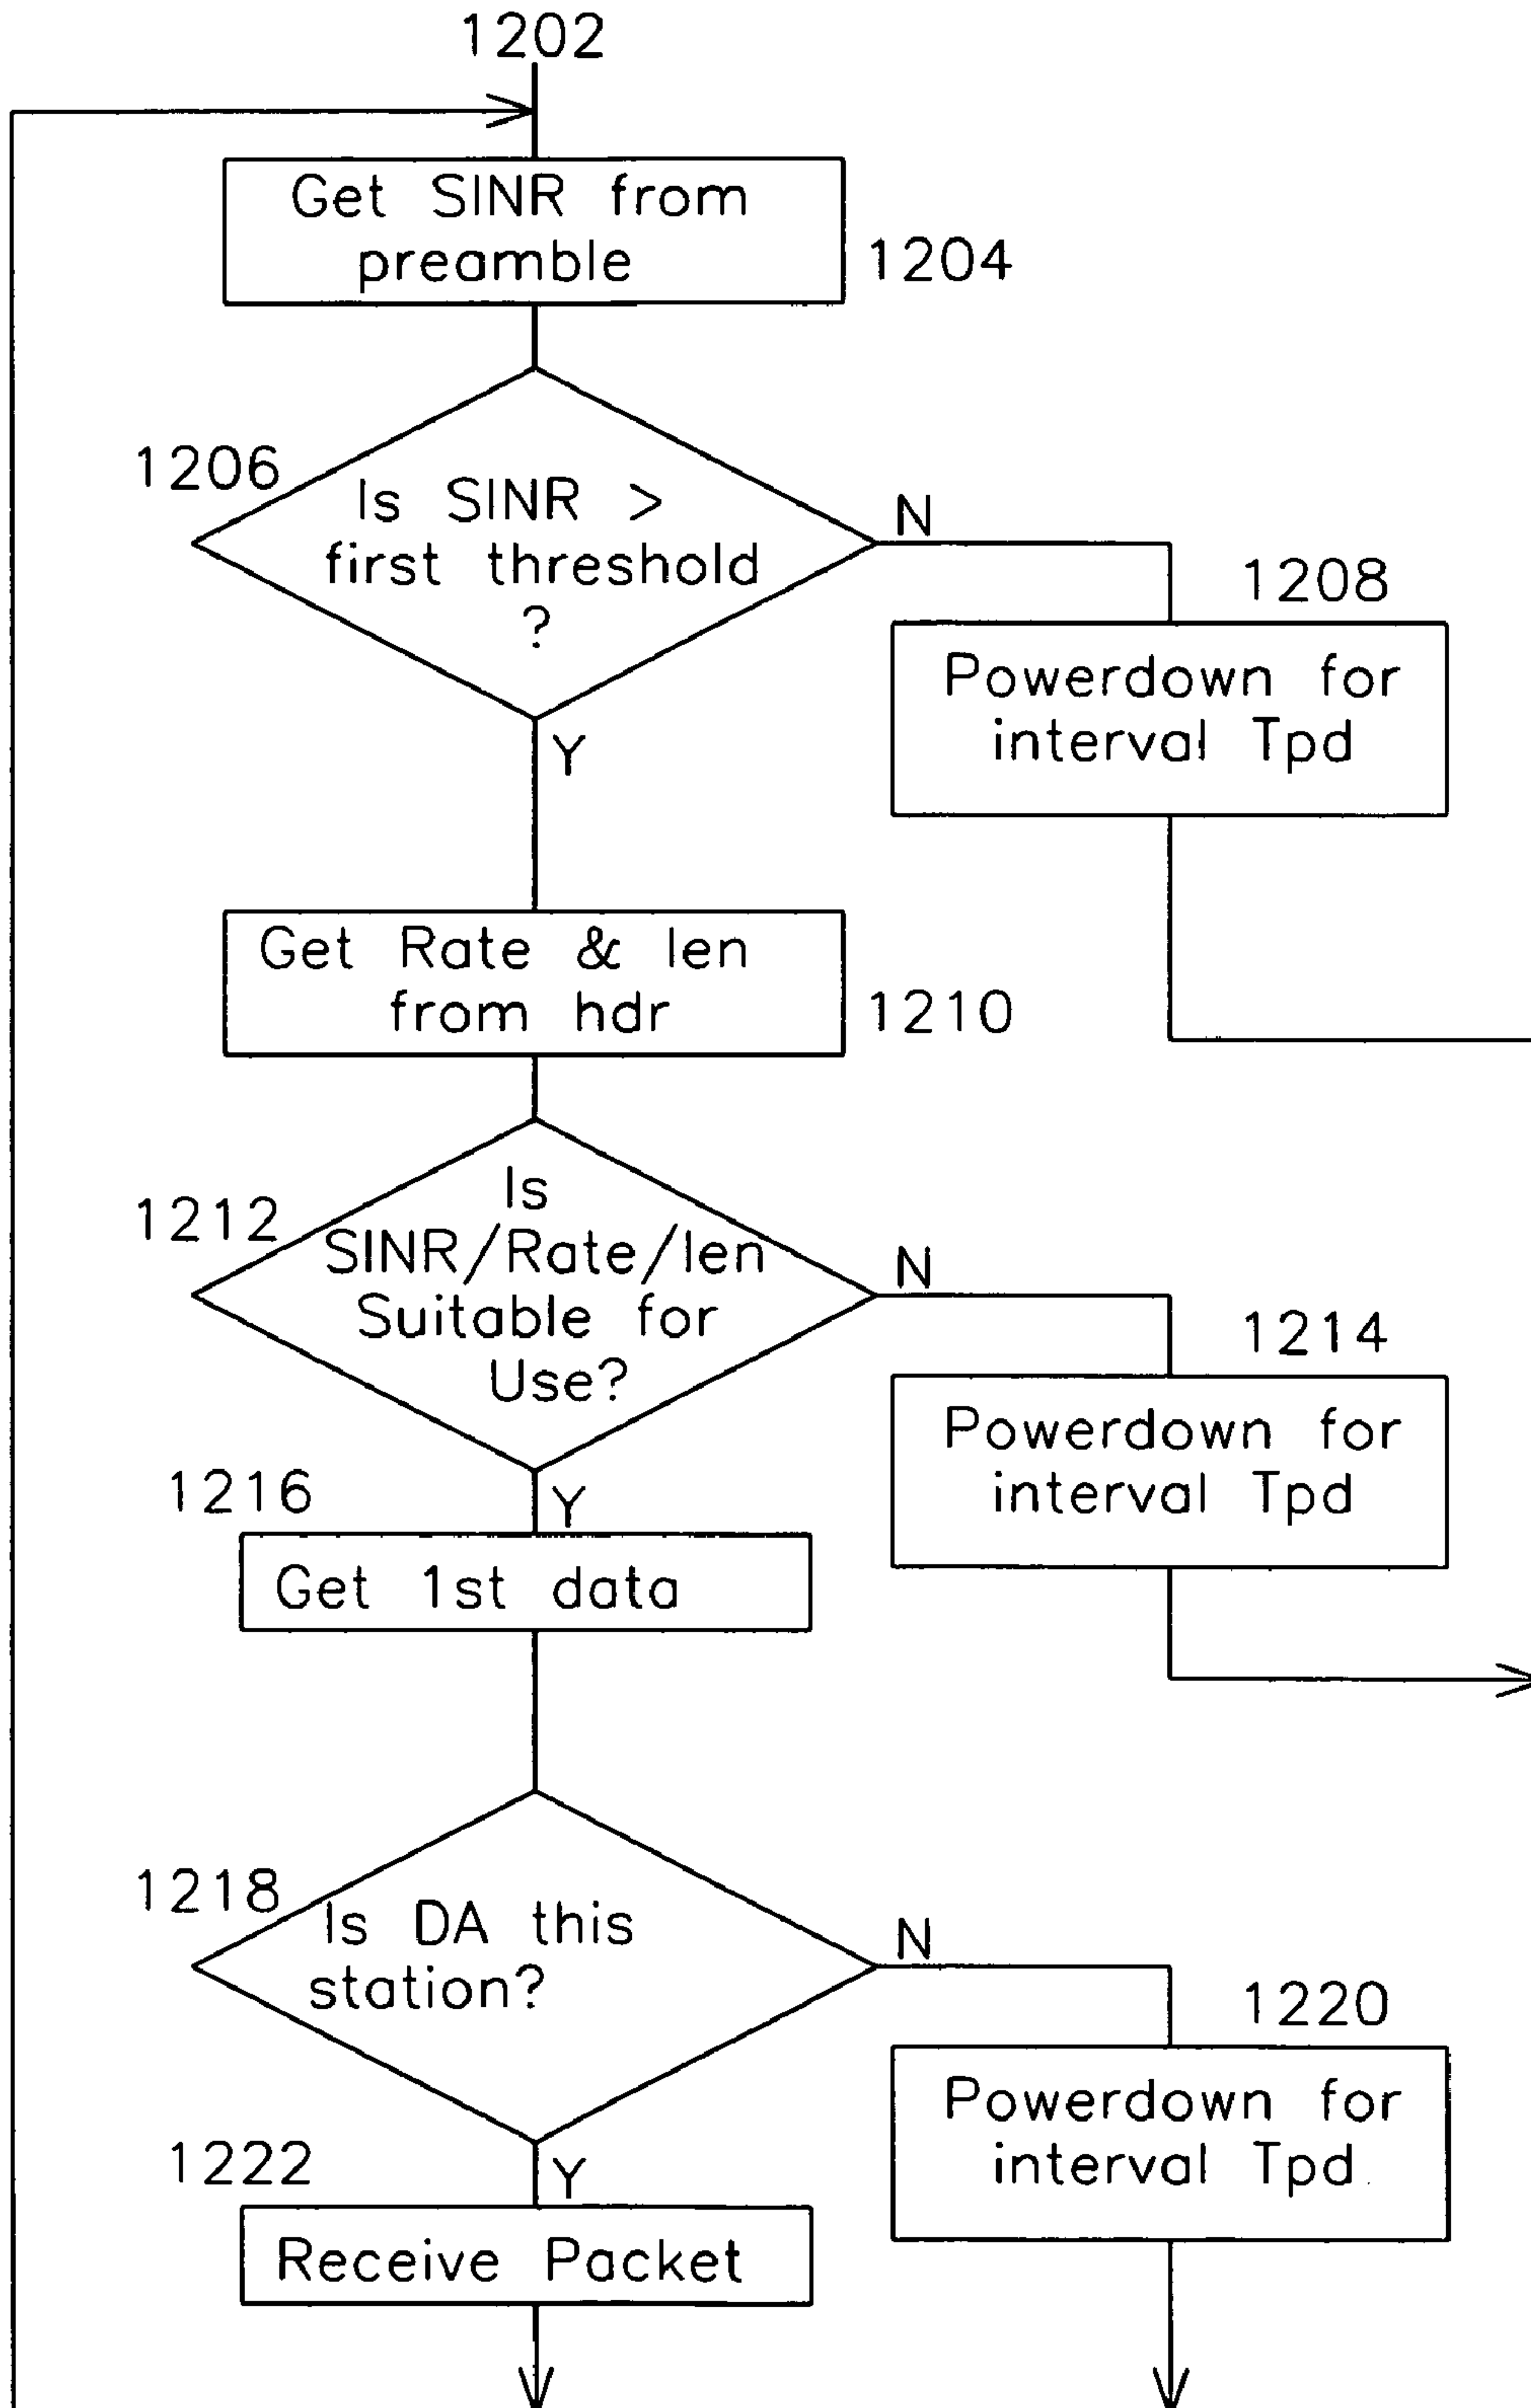 1202
Get SINR from
preamble
1204
1206
Is SINR >
first threshold
?
N
1208
Powerdown for
interval Tpd
Y
Get Rate & len
from hdr
1210
1212
Is
SINR/Rate/len
Suitable for
Use?
N
1214
Powerdown for
interval Tpd
1216
Y
Get 1st data
1218
Is DA this
station?
N
1220
Powerdown for
interval Tpd
1222
Y
Receive Packet